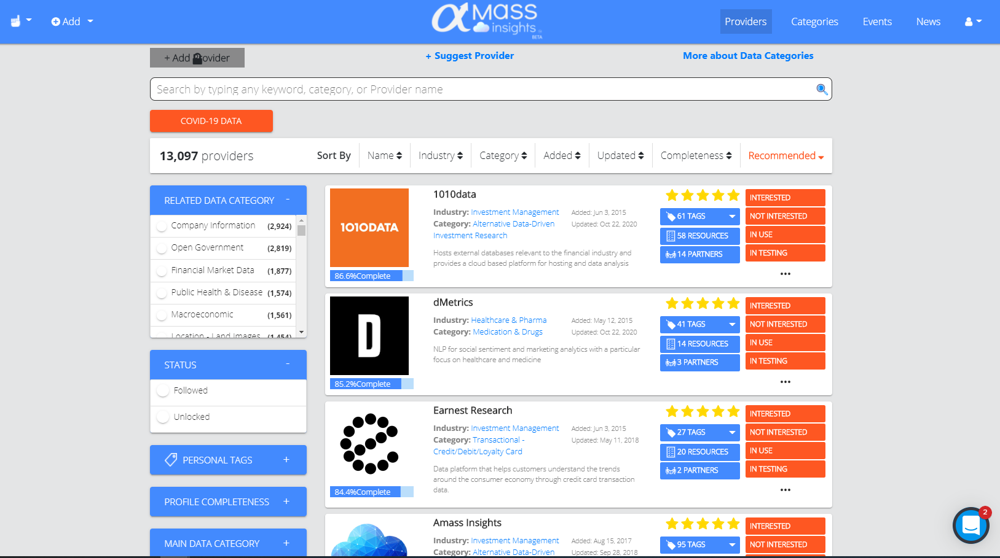 Add
αMass
insights
BETA
Providers
Categories
Events
News
+ Add Provider
+ Suggest Provider
More about Data Categories
Search by typing any keyword, category, or Provider name
COVID-19 DATA
13,097 providers
Sort By
Name
Industry
Category
Added
Updated
Completeness
Recommended
RELATED DATA CATEGORY -
Company Information (2,924)
Open Government (2,819)
Financial Market Data (1,877)
Public Health & Disease (1,574)
Macroeconomic (1,561)
Location - Land Images (1,454)
STATUS -
Followed
Unlocked
PERSONAL TAGS +
PROFILE COMPLETENESS +
MAIN DATA CATEGORY +
1010DATA
86.6%Complete
1010data
Industry: Investment Management
Category: Alternative Data-Driven
Investment Research
Added: Jun 3, 2015
Updated: Oct 22, 2020
Hosts external databases relevant to the financial industry and
provides a cloud based platform for hosting and data analysis
61 TAGS
58 RESOURCES
14 PARTNERS
INTERESTED
NOT INTERESTED
IN USE
IN TESTING
•••
D
85.2%Complete
dMetrics
Industry: Healthcare & Pharma
Category: Medication & Drugs
Added: May 12, 2015
Updated: Oct 22, 2020
NLP for social sentiment and marketing analytics with a particular
focus on healthcare and medicine
41 TAGS
14 RESOURCES
3 PARTNERS
INTERESTED
NOT INTERESTED
IN USE
IN TESTING
•••
e
84.4%Complete
Earnest Research
Industry: Investment Management
Category: Transactional -
Credit/Debit/Loyalty Card
Added: Jun 3, 2015
Updated: May 11, 2018
Data platform that helps customers understand the trends
around the consumer economy through credit card transaction
data.
27 TAGS
20 RESOURCES
2 PARTNERS
INTERESTED
NOT INTERESTED
IN USE
IN TESTING
•••
Amass Insights
Industry: Investment Management
Category: Alternative Data-Driven
Added: Aug 15, 2017
Updated: Sep 28, 2018
95 TAGS
INTERESTED
NOT INTERESTED
2